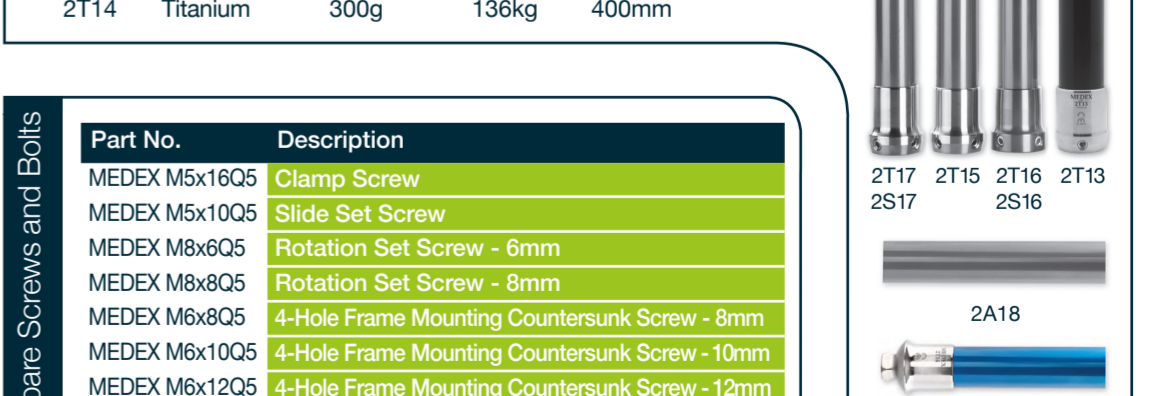 2T14 Titanium 300g 136kg 400mm
Spare Screws and Bolts
Part No. Description
MEDEX M5x16Q5 Clamp Screw
MEDEX M5x10Q5 Slide Set Screw
MEDEX M8x6Q5 Rotation Set Screw - 6mm
MEDEX M8x8Q5 Rotation Set Screw - 8mm
MEDEX M6x8Q5 4-Hole Frame Mounting Countersunk Screw - 8mm
MEDEX M6x10Q5 4-Hole Frame Mounting Countersunk Screw - 10mm
MEDEX M6x12Q5 4-Hole Frame Mounting Countersunk Screw - 12mm
MEDEX
2T13
CE
2T17 2T15 2T16 2T13
2S17 2S16
2A18